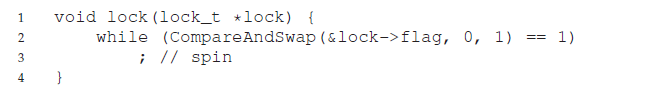 1 void lock(lock_t *lock) {
2 while (CompareAndSwap(&lock->flag, 0, 1) == 1)
3 ; // spin
4 }